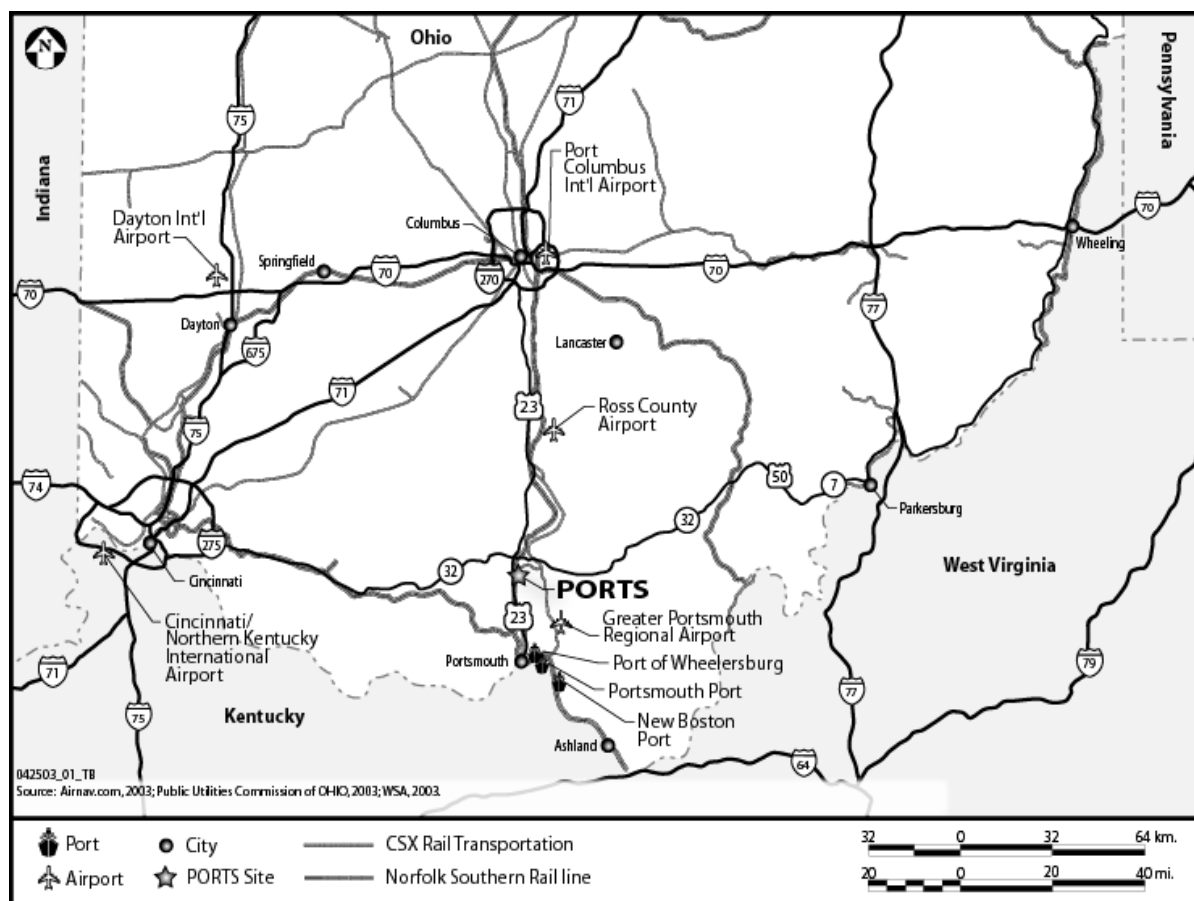 N
Ohio
Pennsylvania
Indiana
75
71
Port
Columbus
Int'l Airport
Dayton Int'l
Airport
Columbus
70
Wheeling
Springfield
70
270
70
70
Dayton
77
675
Lancaster
71
23
Ross County
Airport
75
74
50
7
Parkersburg
32
275
Cincinnati
32
PORTS
West Virginia
Cincinnati/
Northern Kentucky
International
Airport
23
Greater Portsmouth
Regional Airport
Portsmouth
Port of Wheelersburg
71
79
Portsmouth Port
77
75
Kentucky
New Boston
Port
Ashland
64
042503_01_TB
Source: Airnav.com, 2003; Public Utilities Commission of OHIO, 2003; WSA, 2003.
Port
City
CSX Rail Transportation
32 0 32 64 km.
Airport
PORTS Site
Norfolk Southern Rail line
20 0 20 40 mi.